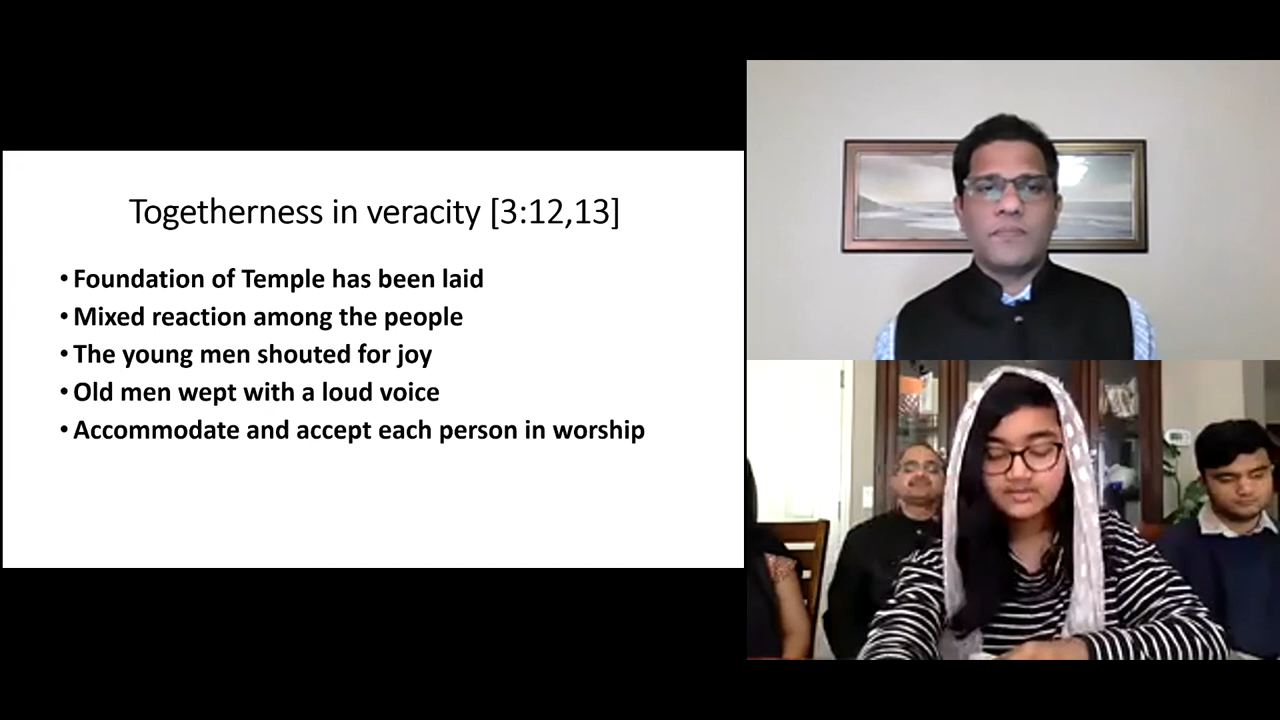 Togetherness in veracity [3:12,13]
• Foundation of Temple has been laid
• Mixed reaction among the people
• The young men shouted for joy
• Old men wept with a loud voice
• Accommodate and accept each person in worship